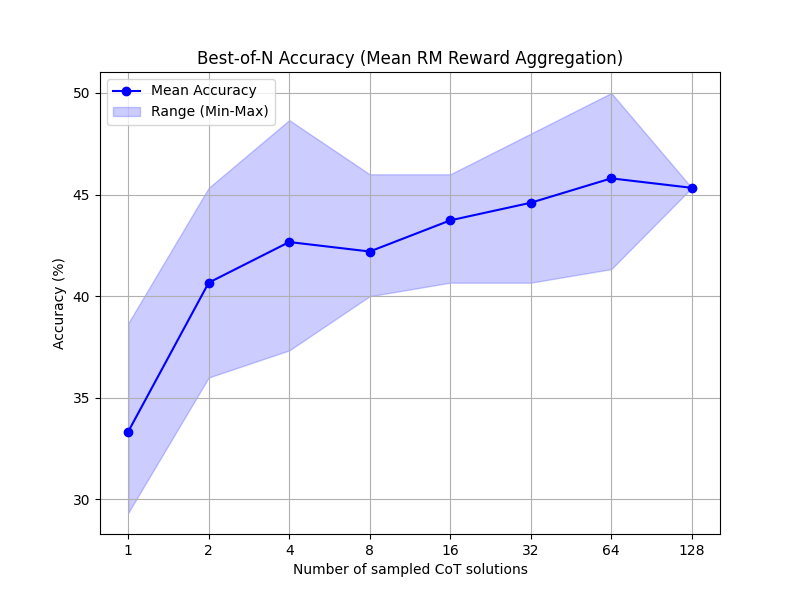 Best-of-N Accuracy (Mean RM Reward Aggregation)
Mean Accuracy
Range (Min-Max)
50
45
40
35
30
Accuracy (%)
1 2 4 8 16 32 64 128
Number of sampled CoT solutions